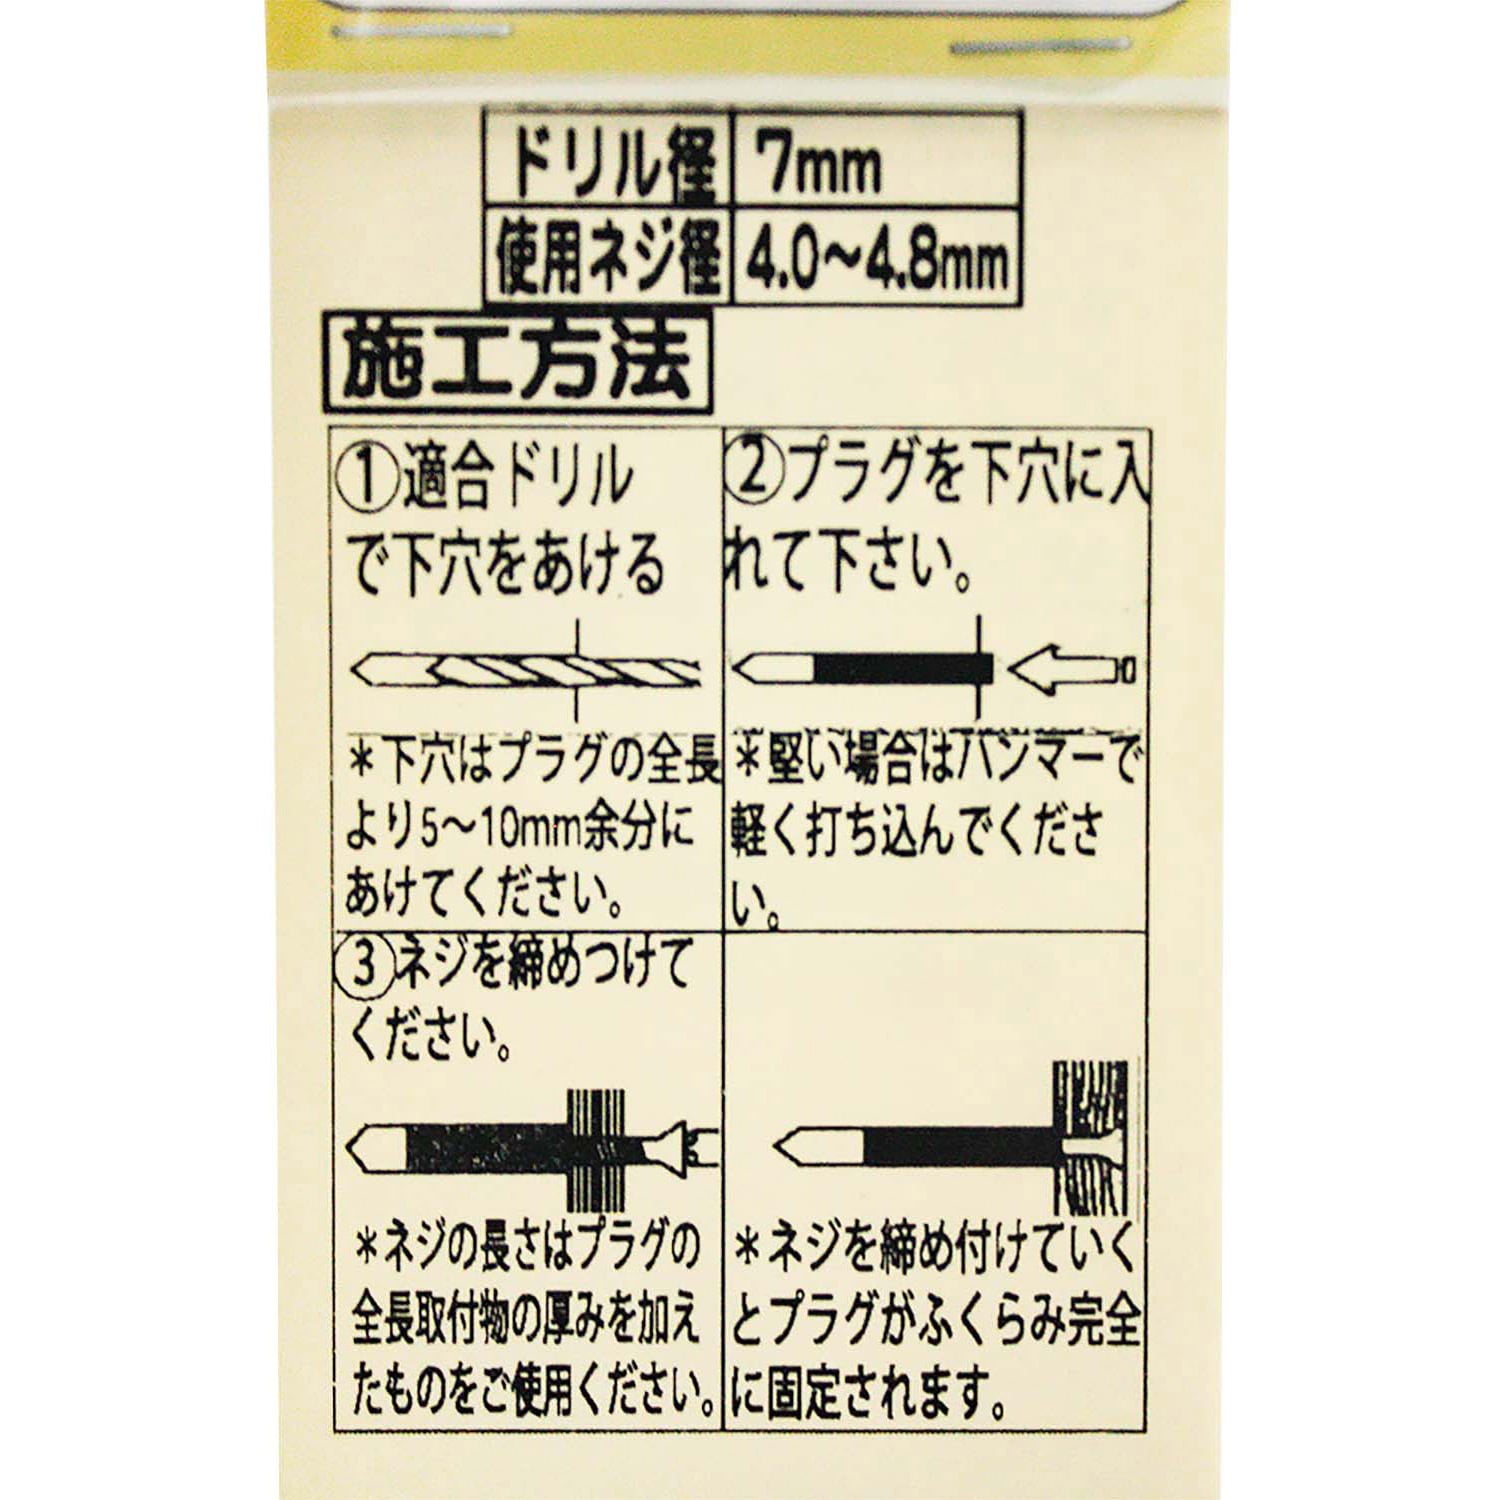 ドリル径 7mm
使用ネジ径 4.0〜4.8mm
施工方法
①適合ドリル
で下穴をあける
＊下穴はプラグの全長
より5〜10mm余分に
あけてください。
②プラグを下穴に入
れて下さい。
＊堅い場合はハンマーで
軽く打ち込んでくださ
い。
③ネジを締めつけて
ください。
＊ネジの長さはプラグの
全長取付物の厚みを加え
たものをご使用ください。
＊ネジを締め付けていく
とプラグがふくらみ完全
に固定されます。